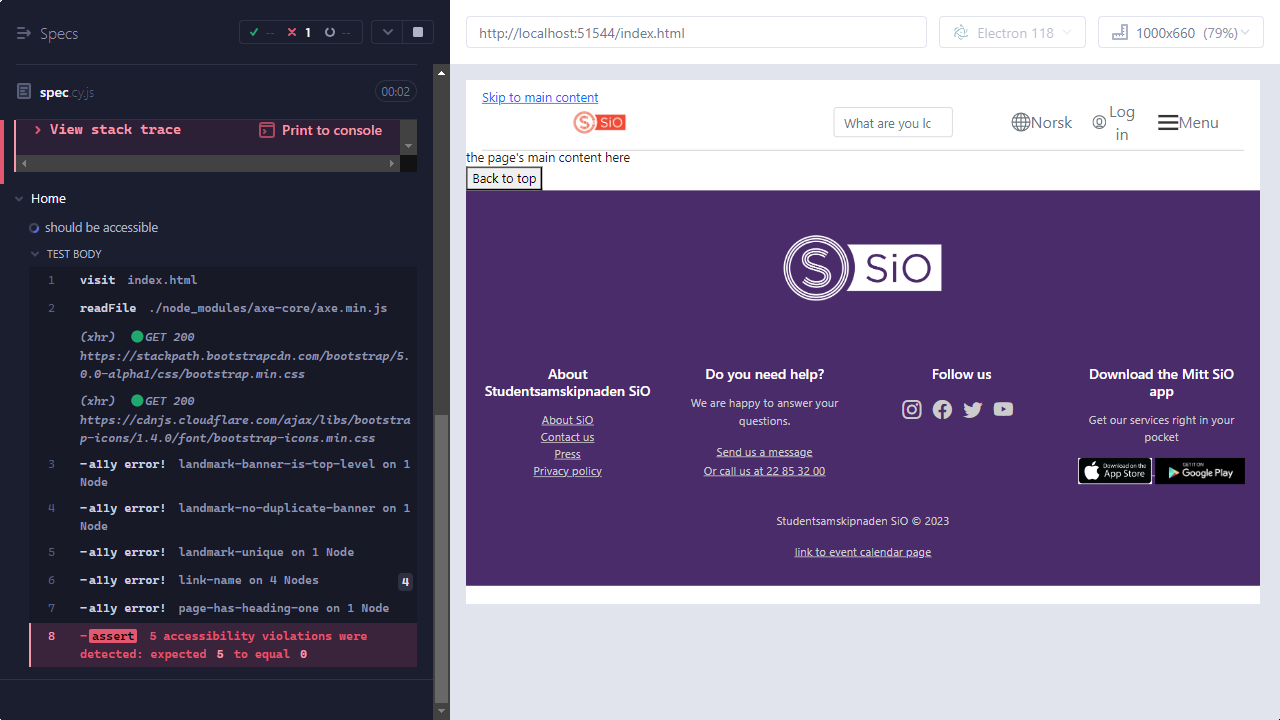 Specs
--
1
--
http://localhost:51544/index.html
Electron 118
1000x660 (79%)
spec.cy.js
00:02
View stack trace
Print to console
Home
should be accessible
TEST BODY
1 visit index.html
2 readFile ./node_modules/axe-core/axe.min.js
(xhr) GET 200
https://stackpath.bootstrapcdn.com/bootstrap/5.
0.0-alpha1/css/bootstrap.min.css
(xhr) GET 200
https://cdnjs.cloudflare.com/ajax/libs/bootstra
p-icons/1.4.0/font/bootstrap-icons.min.css
3 -a11y error! landmark-banner-is-top-level on 1
Node
4 -a11y error! landmark-no-duplicate-banner on 1
Node
5 -a11y error! landmark-unique on 1 Node
6 -a11y error! link-name on 4 Nodes 4
7 -a11y error! page-has-heading-one on 1 Node
8 -assert 5 accessibility violations were
detected: expected 5 to equal 0
Skip to main content
SiO
What are you lo
Norsk
Log
in
Menu
the page's main content here
Back to top
SiO
About
Studentsamskipnaden SiO
About SiO
Contact us
Press
Privacy policy
Do you need help?
We are happy to answer your
questions.
Send us a message
Or call us at 22 85 32 00
Follow us
Download the Mitt SiO
app
Get our services right in your
pocket
Download on the
App Store
GET IT ON
Google Play
Studentsamskipnaden SiO © 2023
link to event calendar page